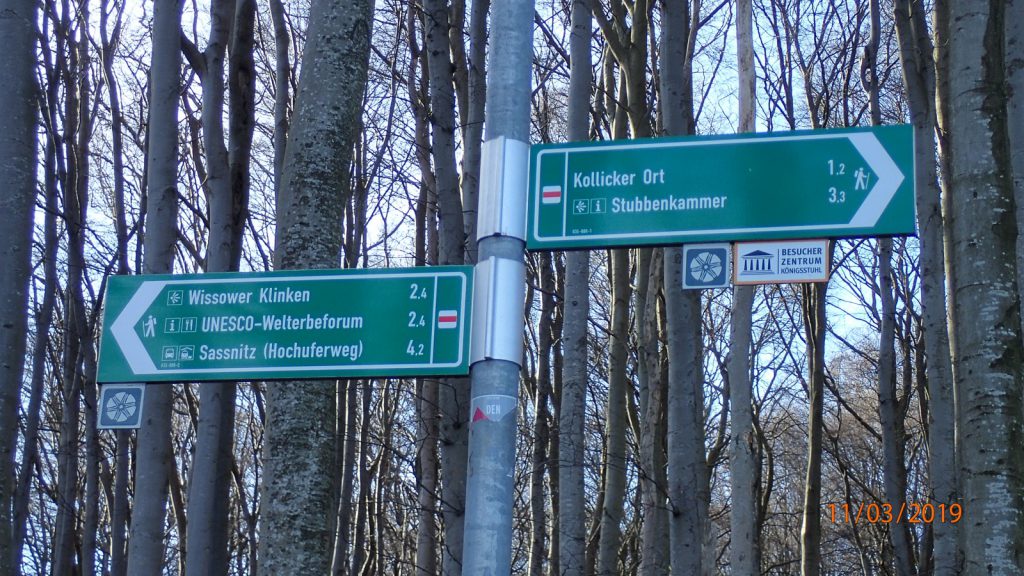 Kollicker Ort 1.2
Stubbenkammer 3.3
BESUCHER
ZENTRUM
KÖNIGSSTUHL
Wissower Klinken 2.4
UNESCO-Welterbeforum 2.4
Sassnitz (Hochuferweg) 4.2
DEN
11/03/2019